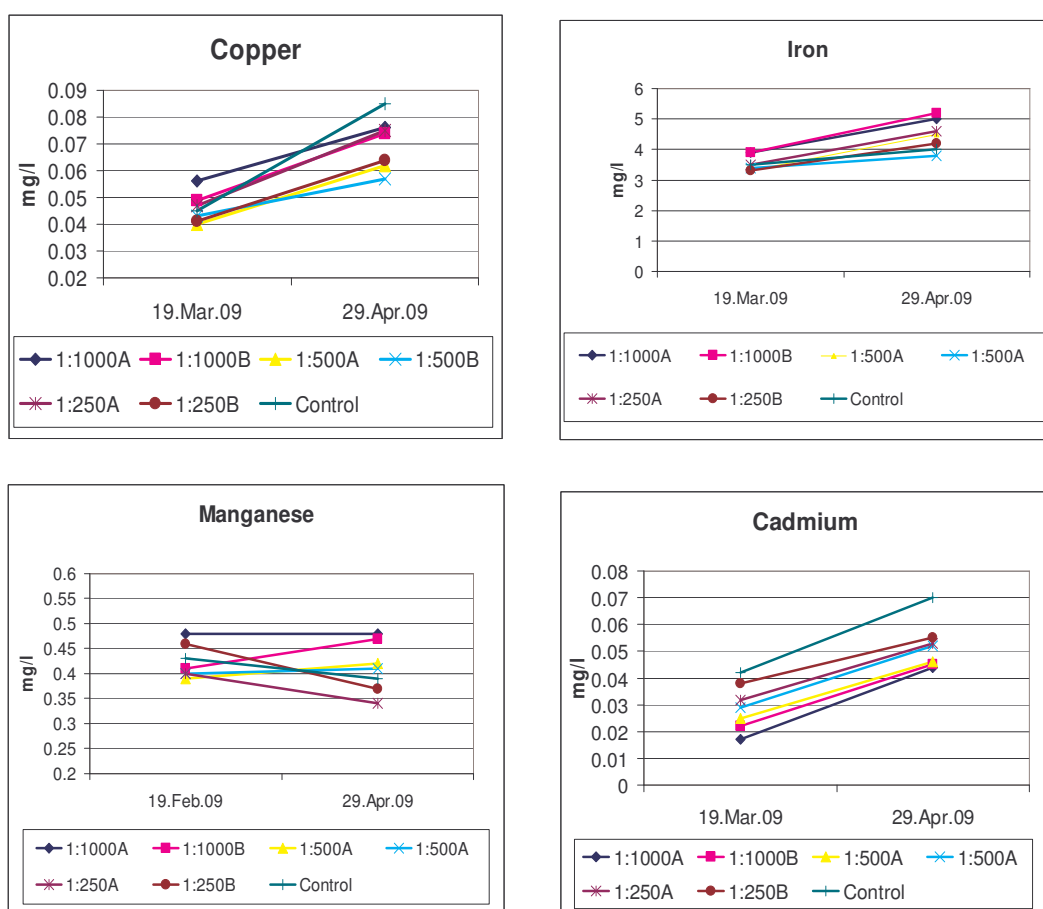 Copper
0.09
0.08
0.07
0.06
0.05
0.04
0.03
0.02
mg/l
19.Mar.09 29.Apr.09
1:1000A 1:1000B 1:500A 1:500B
1:250A 1:250B Control
Iron
6
5
4
3
2
1
0
mg/l
19.Mar.09 29.Apr.09
1:1000A 1:1000B 1:500A 1:500A
1:250A 1:250B Control
Manganese
0.6
0.55
0.5
0.45
0.4
0.35
0.3
0.25
0.2
mg/l
19.Feb.09 29.Apr.09
1:1000A 1:1000B 1:500A 1:500A
1:250A 1:250B Control
Cadmium
0.08
0.07
0.06
0.05
0.04
0.03
0.02
0.01
0
mg/l
19.Mar.09 29.Apr.09
1:1000A 1:1000B 1:500A 1:500A
1:250A 1:250B Control